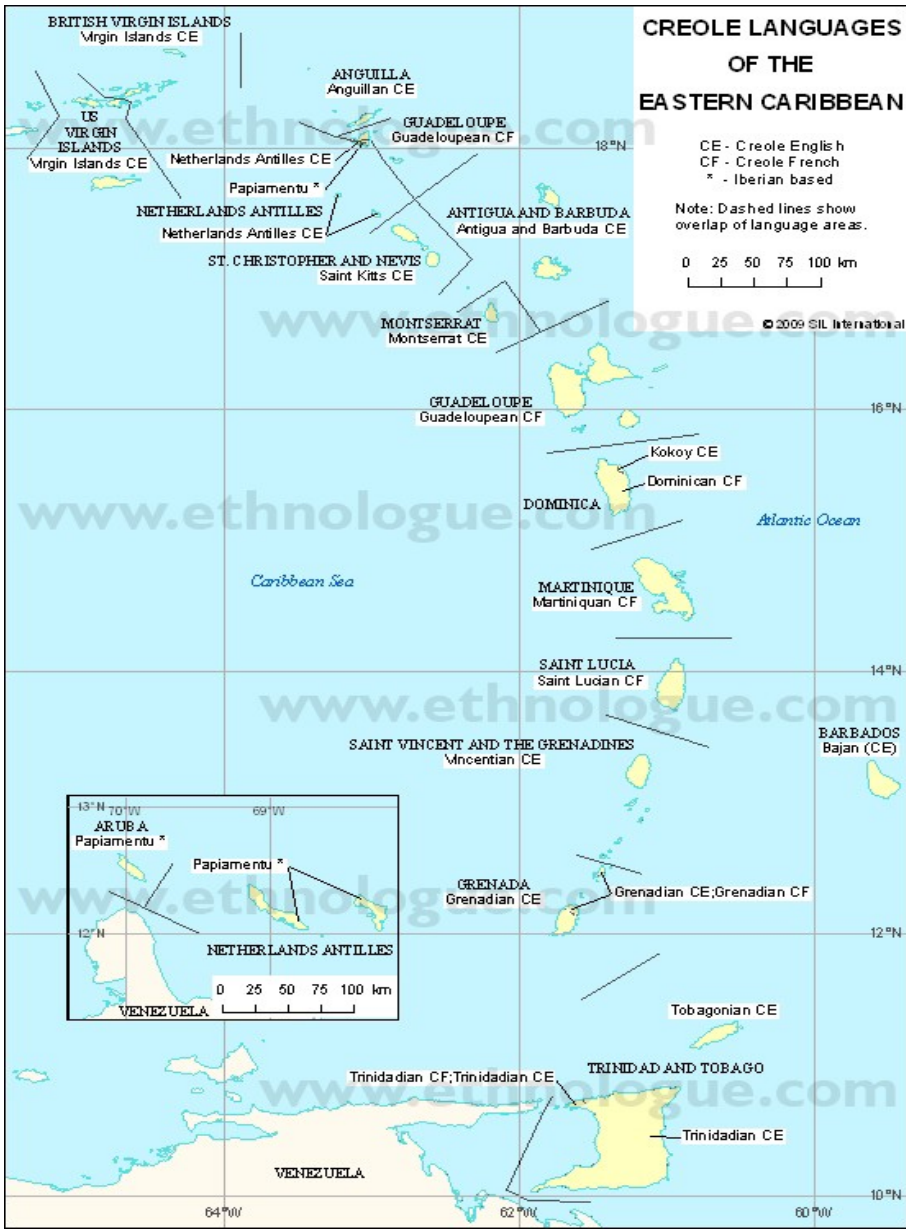 CREOLE LANGUAGES
OF THE
EASTERN CARIBBEAN
CE - Creole English
CF - Creole French
* - Iberian based
Note: Dashed lines show
overlap of language areas.
0 25 50 75 100 km
© 2009 SIL International
BRITISH VIRGIN ISLANDS
Virgin Islands CE
US
VIRGIN
ISLANDS
Virgin Islands CE
ANGUILLA
Anguillan CE
GUADELOUPE
Guadeloupean CF
Netherlands Antilles CE
Papiamentu *
NETHERLANDS ANTILLES
Netherlands Antilles CE
ANTIGUA AND BARBUDA
Antigua and Barbuda CE
ST. CHRISTOPHER AND NEVIS
Saint Kitts CE
MONTSERRAT
Montserrat CE
GUADELOUPE
Guadeloupean CF
Kokoy CE
Dominican CF
DOMINICA
Atlantic Ocean
Caribbean Sea
MARTINIQUE
Martiniquan CF
SAINT LUCIA
Saint Lucian CF
SAINT VINCENT AND THE GRENADINES
Vincentian CE
BARBADOS
Bajan (CE)
GRENADA
Grenadian CE
Grenadian CE;Grenadian CF
Tobagonian CE
TRINIDAD AND TOBAGO
Trinidadian CF;Trinidadian CE
Trinidadian CE
VENEZUELA
13°N
70°W
69°W
ARUBA
Papiamentu *
Papiamentu *
12°N
NETHERLANDS ANTILLES
0 25 50 75 100 km
VENEZUELA
18°N
16°N
14°N
12°N
10°N
64°W
62°W
60°W
www.ethnologue.com
www.ethnologue.com
www.ethnologue.com
www.ethnologue.com
www.ethnologue.com
www.ethnologue.com